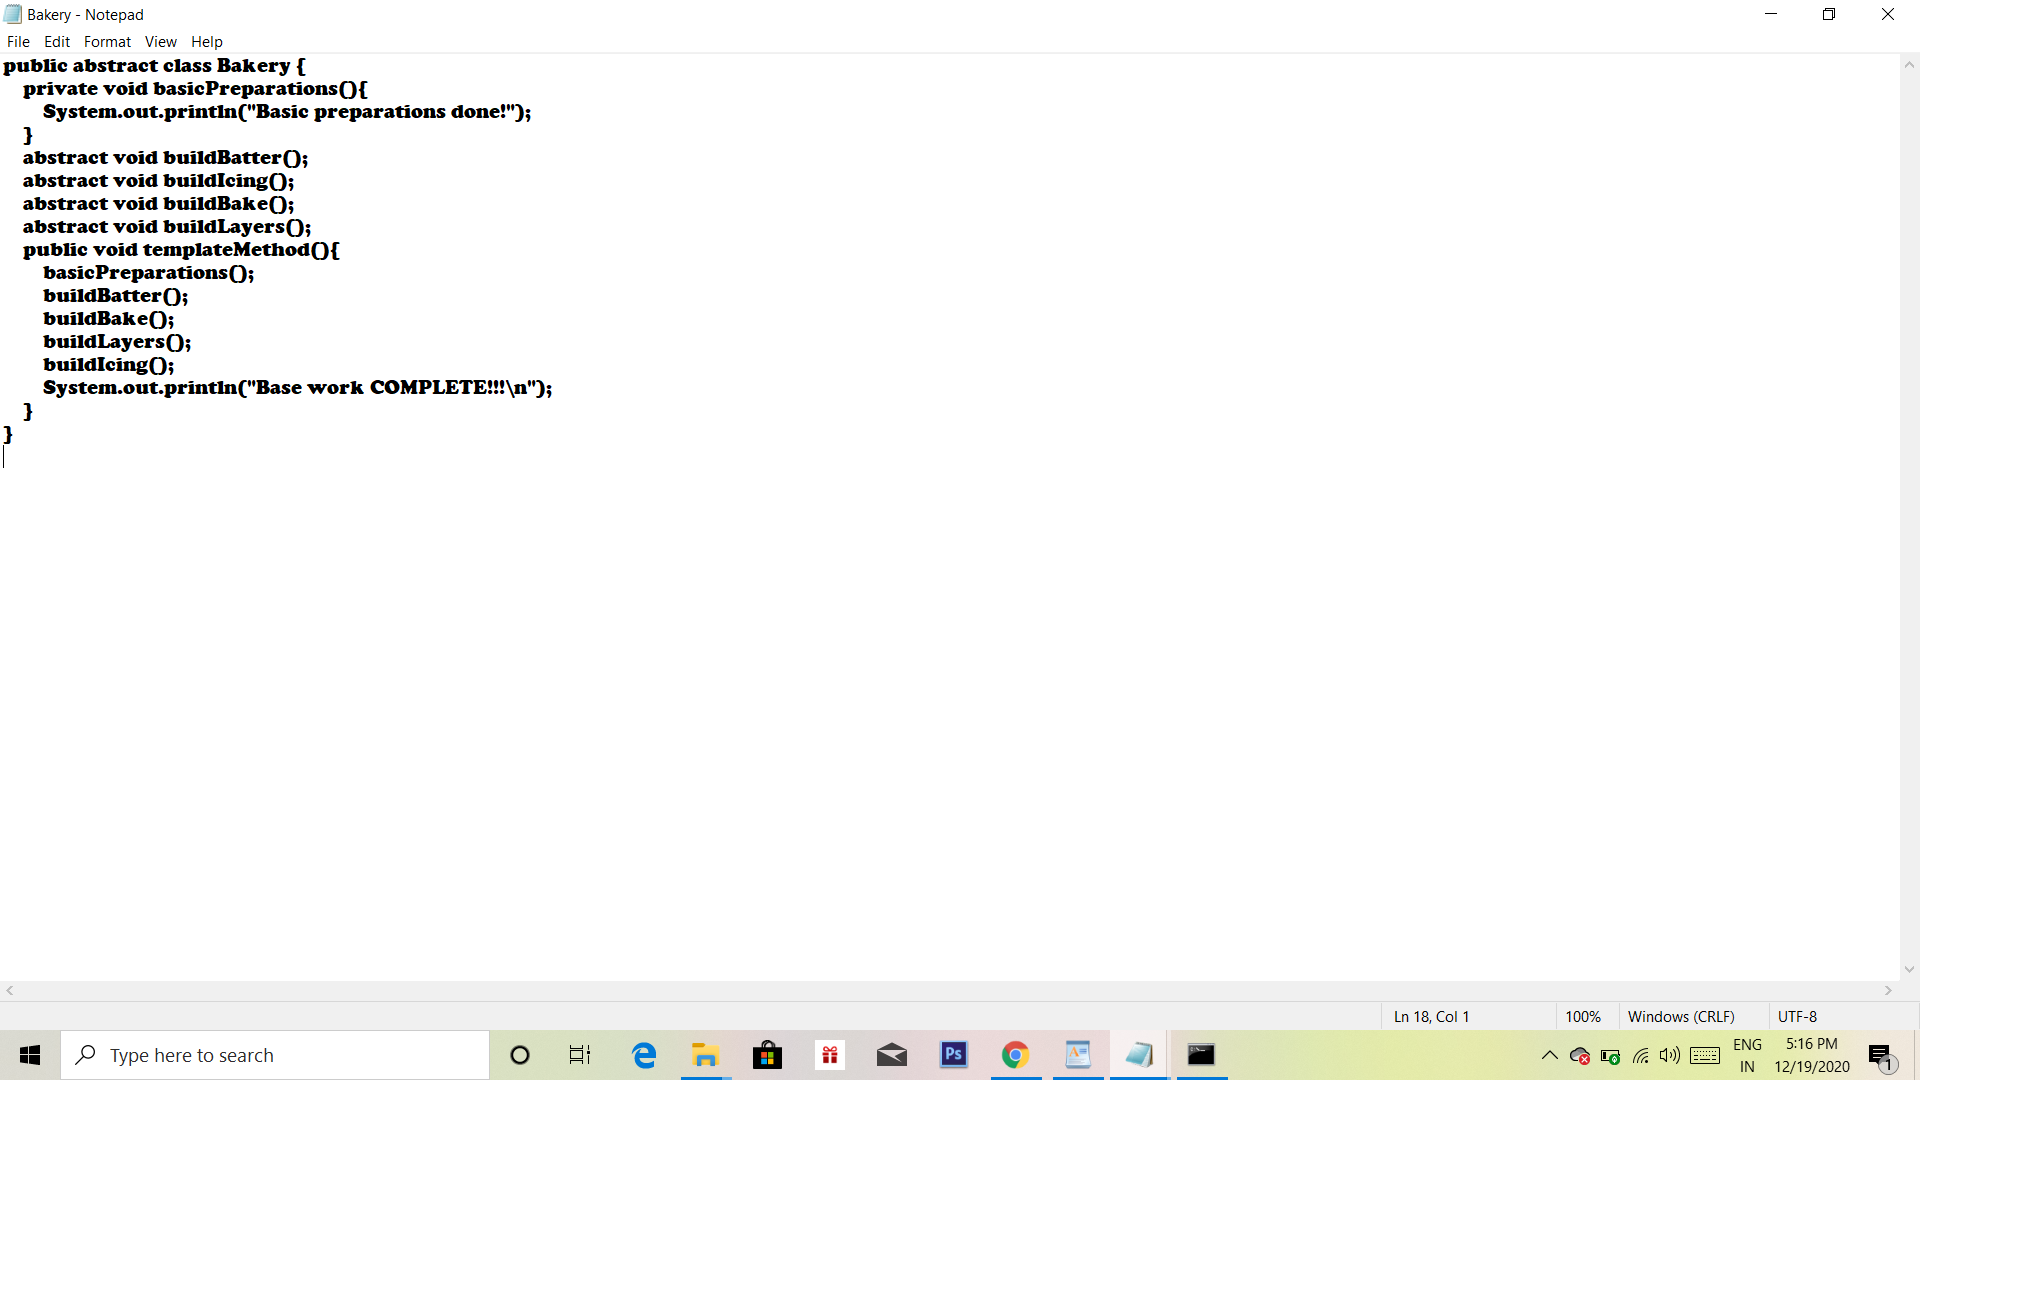 Bakery - Notepad
File Edit Format View Help
public abstract class Bakery {
    private void basicPreparations(){
        System.out.println("Basic preparations done!");
    }
    abstract void buildBatter();
    abstract void buildIcing();
    abstract void buildBake();
    abstract void buildLayers();
    public void templateMethod(){
        basicPreparations();
        buildBatter();
        buildBake();
        buildLayers();
        buildIcing();
        System.out.println("Base work COMPLETE!!!\n");
    }
}
Ln 18, Col 1 100% Windows (CRLF) UTF-8
Type here to search
Ps
ENG
IN
5:16 PM
12/19/2020
1